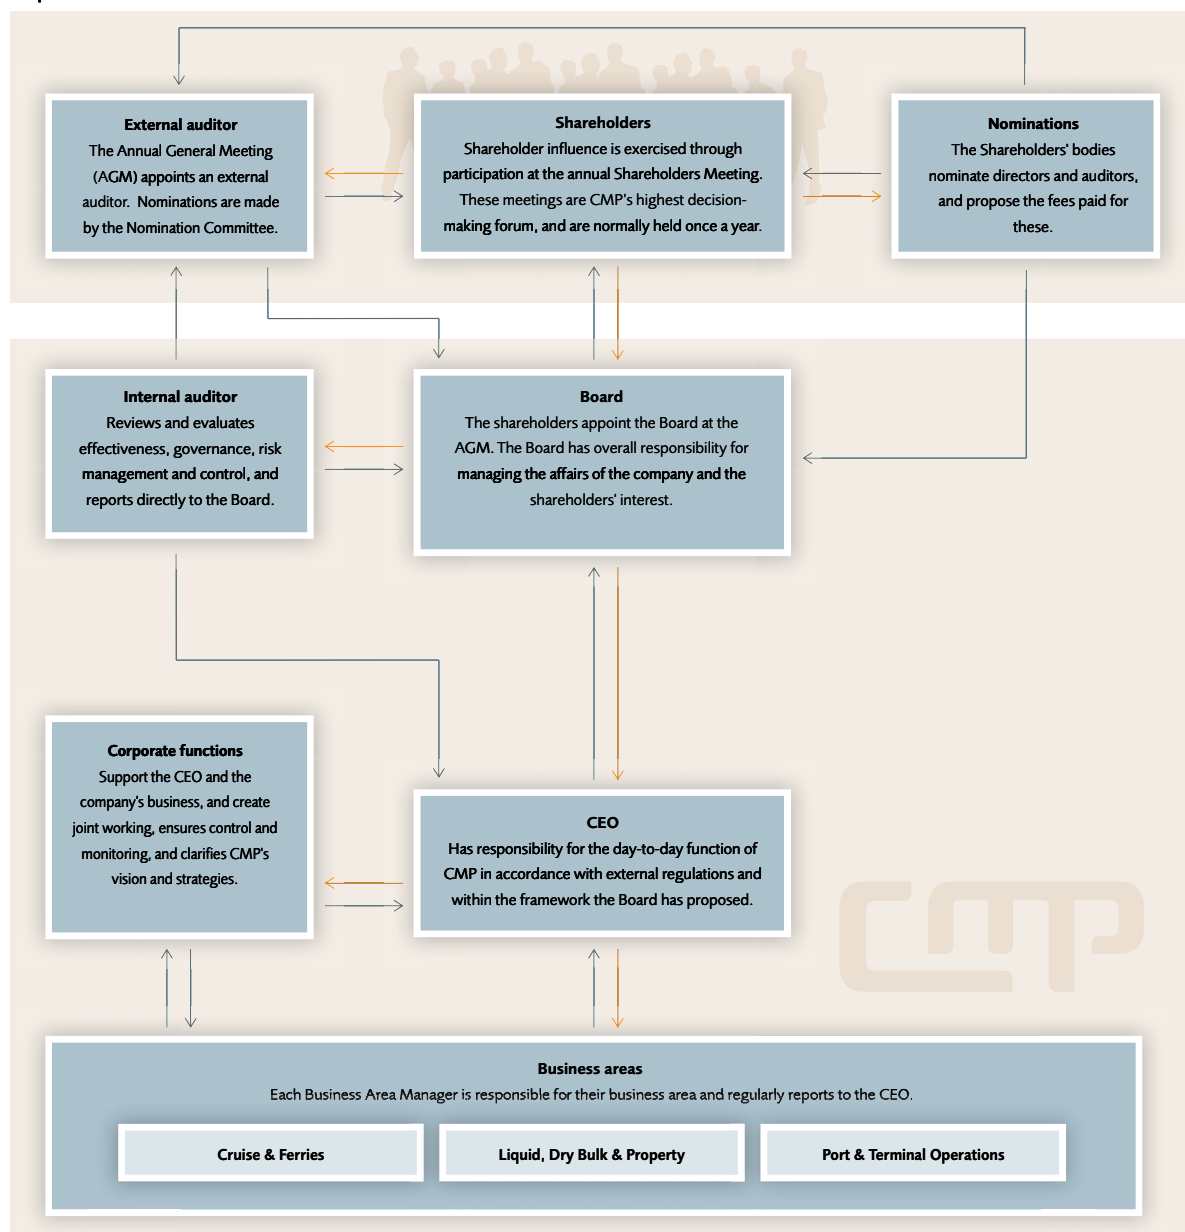 External auditor
The Annual General Meeting
(AGM) appoints an external
auditor. Nominations are made
by the Nomination Committee.
Shareholders
Shareholder influence is exercised through
participation at the annual Shareholders Meeting.
These meetings are CMP's highest decision-
making forum, and are normally held once a year.
Nominations
The Shareholders' bodies
nominate directors and auditors,
and propose the fees paid for
these.
Internal auditor
Reviews and evaluates
effectiveness, governance, risk
management and control, and
reports directly to the Board.
Board
The shareholders appoint the Board at the
AGM. The Board has overall responsibility for
managing the affairs of the company and the
shareholders' interest.
Corporate functions
Support the CEO and the
company's business, and create
joint working, ensures control and
monitoring, and clarifies CMP's
vision and strategies.
CEO
Has responsibility for the day-to-day function of
CMP in accordance with external regulations and
within the framework the Board has proposed.
cmp
Business areas
Each Business Area Manager is responsible for their business area and regularly reports to the CEO.
Cruise & Ferries
Liquid, Dry Bulk & Property
Port & Terminal Operations